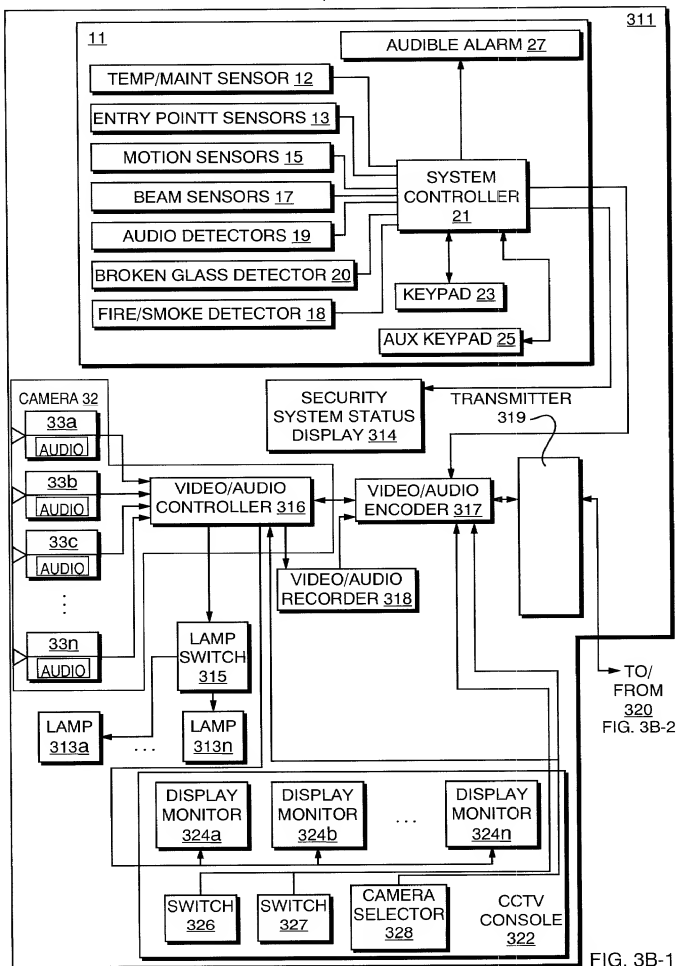 311
11
AUDIBLE ALARM 27
TEMP/MAINT SENSOR 12
ENTRY POINTT SENSORS 13
MOTION SENSORS 15
BEAM SENSORS 17
AUDIO DETECTORS 19
BROKEN GLASS DETECTOR 20
FIRE/SMOKE DETECTOR 18
SYSTEM
CONTROLLER
21
KEYPAD 23
AUX KEYPAD 25
SECURITY
SYSTEM STATUS
DISPLAY 314
TRANSMITTER
319
CAMERA 32
33a
AUDIO
33b
AUDIO
33c
AUDIO
33n
AUDIO
VIDEO/AUDIO
CONTROLLER 316
VIDEO/AUDIO
ENCODER 317
VIDEO/AUDIO
RECORDER 318
LAMP
SWITCH
315
LAMP
313a
...
LAMP
313n
TO/
FROM
320
FIG. 3B-2
DISPLAY
MONITOR
324a
DISPLAY
MONITOR
324b
...
DISPLAY
MONITOR
324n
SWITCH
326
SWITCH
327
CAMERA
SELECTOR
328
CCTV
CONSOLE
322
FIG. 3B-1